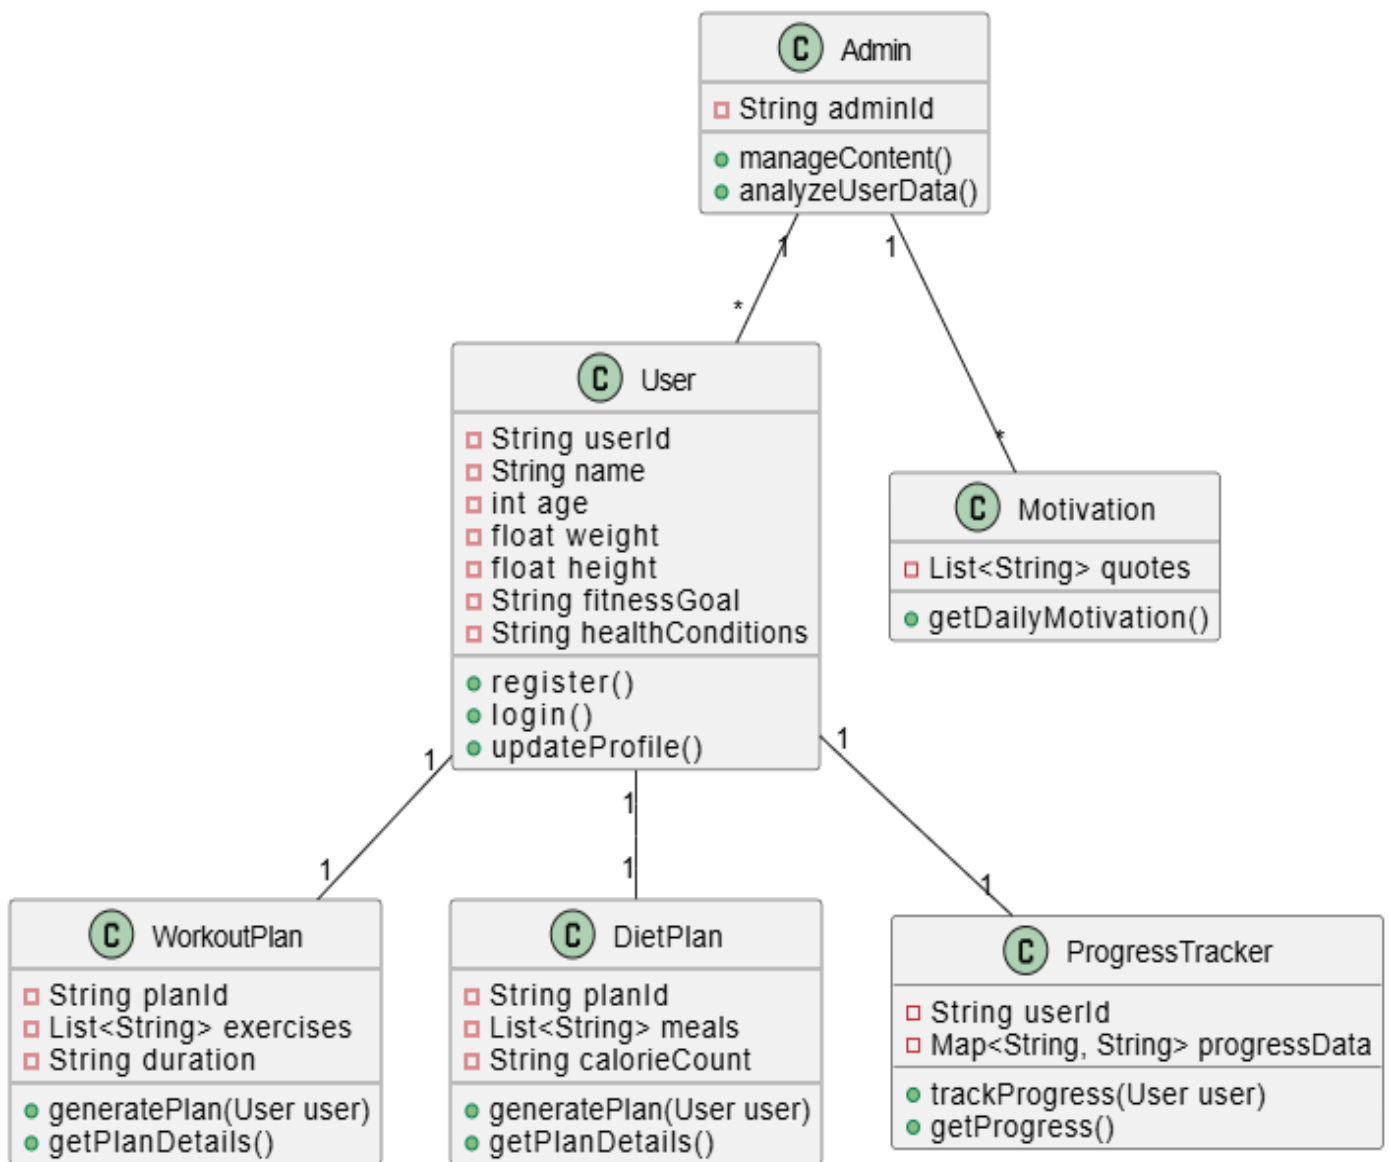 C Admin
String adminId
manageContent()
analyzeUserData()
1 1
*
C User
String userId
String name
int age
float weight
float height
String fitnessGoal
String healthConditions
register()
login()
updateProfile()
*
C Motivation
List<String> quotes
getDailyMotivation()
1 1 1
1 1 1
C WorkoutPlan
String planId
List<String> exercises
String duration
generatePlan(User user)
getPlanDetails()
C DietPlan
String planId
List<String> meals
String calorieCount
generatePlan(User user)
getPlanDetails()
C ProgressTracker
String userId
Map<String, String> progressData
trackProgress(User user)
getProgress()